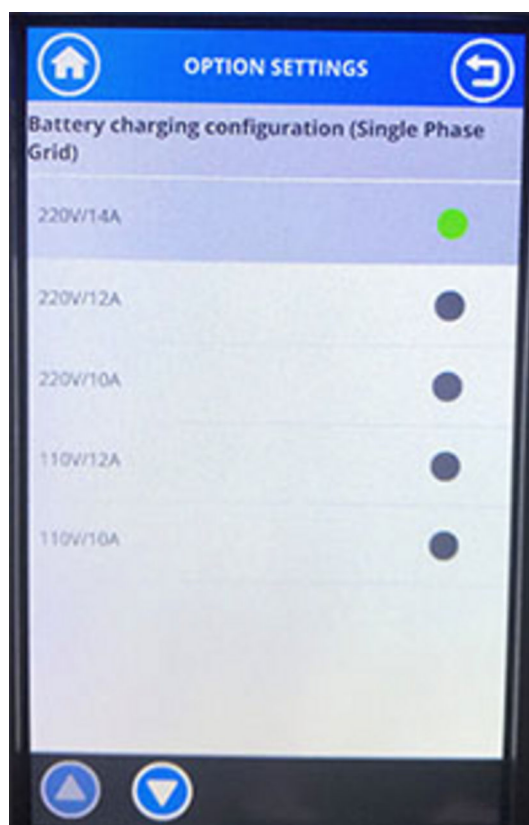 OPTION SETTINGS
Battery charging configuration (Single Phase
Grid)
220V/14A
220V/12A
220V/10A
110V/12A
110V/10A